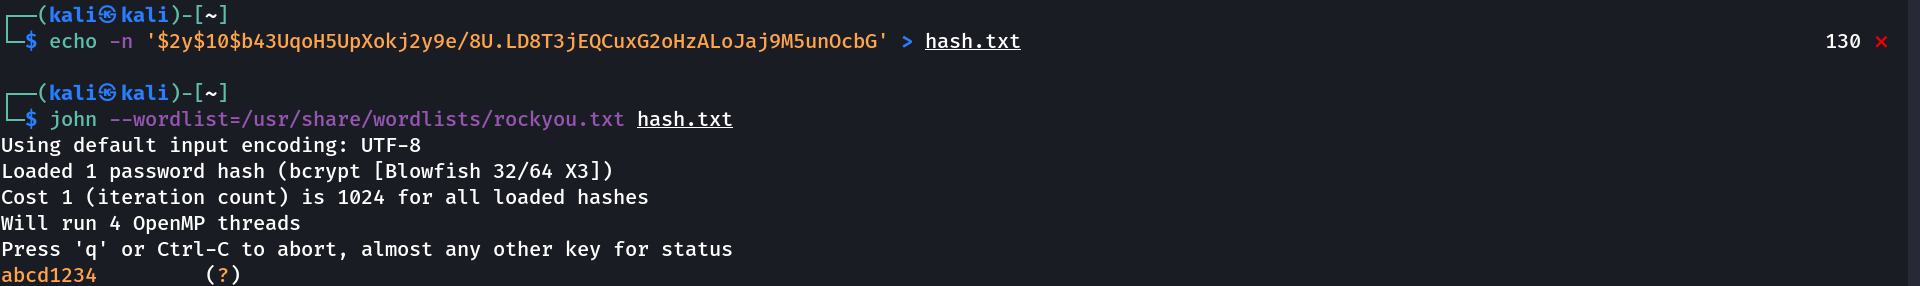 ┌──(kali㉿kali)-[~]
└─$ echo -n '$2y$10$b43UqoH5UpXokj2y9e/8U.LD8T3jEQCuxG2oHzALoJaj9M5unOcbG' > hash.txt 130 ⨯
┌──(kali㉿kali)-[~]
└─$ john --wordlist=/usr/share/wordlists/rockyou.txt hash.txt
Using default input encoding: UTF-8
Loaded 1 password hash (bcrypt [Blowfish 32/64 X3])
Cost 1 (iteration count) is 1024 for all loaded hashes
Will run 4 OpenMP threads
Press 'q' or Ctrl-C to abort, almost any other key for status
abcd1234         (?)